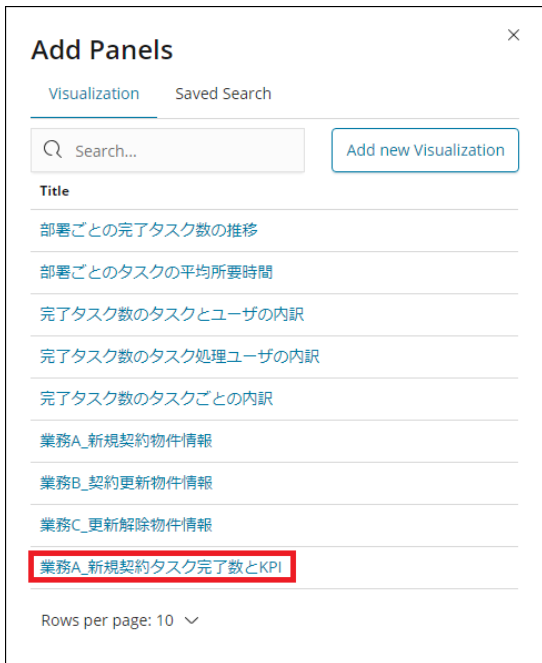 Add Panels
Visualization Saved Search
Search... Add new Visualization
Title
部署ごとの完了タスク数の推移
部署ごとのタスクの平均所要時間
完了タスク数のタスクとユーザの内訳
完了タスク数のタスク処理ユーザの内訳
完了タスク数のタスクごとの内訳
業務A_新規契約物件情報
業務B_契約更新物件情報
業務C_更新解除物件情報
業務A_新規契約タスク完了数とKPI
Rows per page: 10